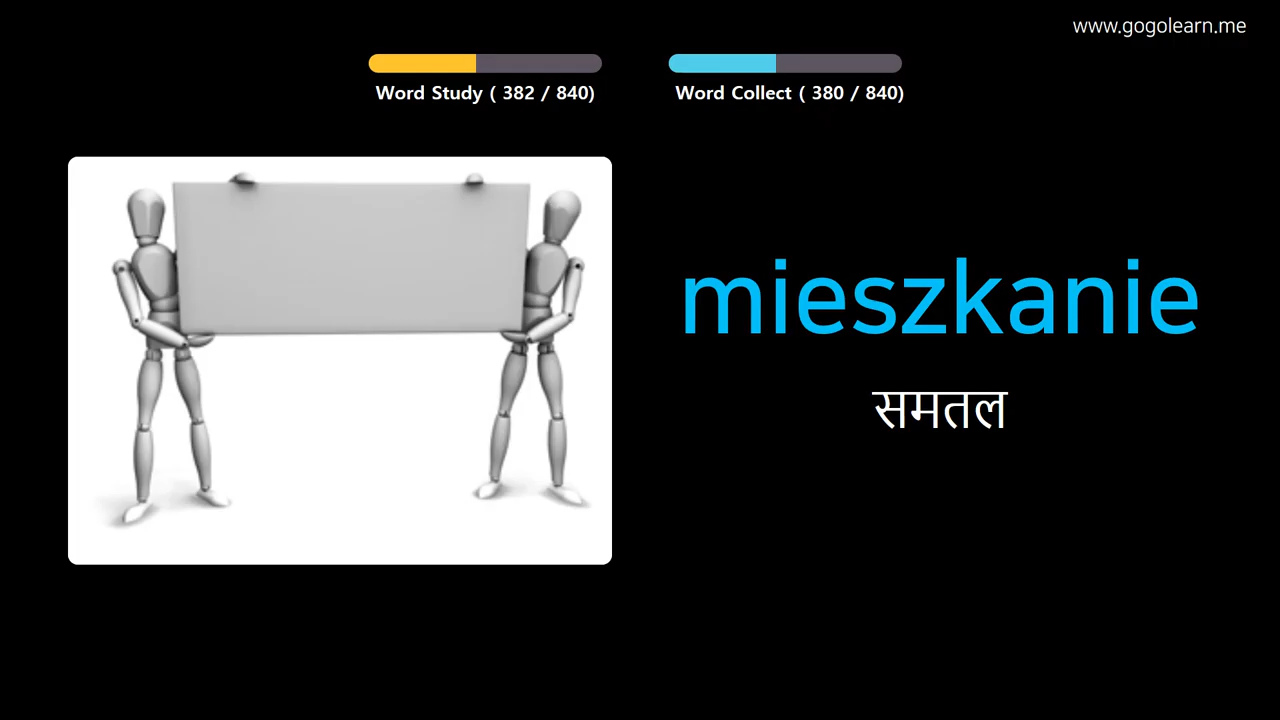 www.gogolearn.me
Word Study ( 382 / 840)
Word Collect ( 380 / 840)
mieszkanie
समतल